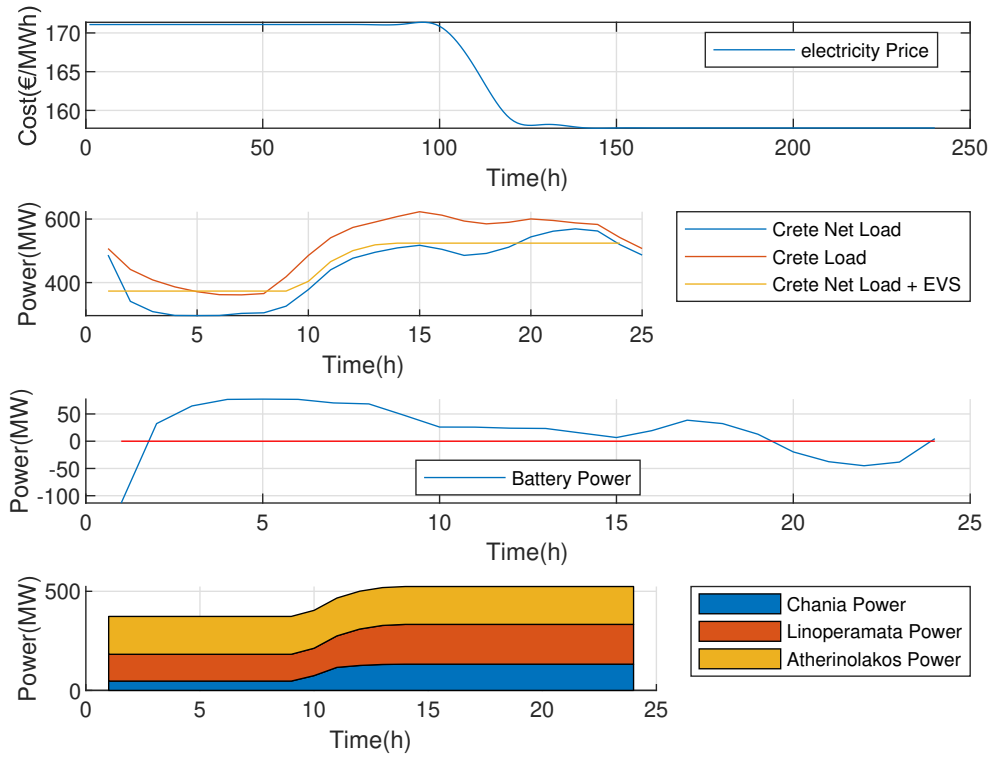 170
165
160
Cost(€/MWh)
electricity Price
0 50 100 150 200 250
Time(h)
600
400
Power(MW)
0 5 10 15 20 25
Time(h)
Crete Net Load
Crete Load
Crete Net Load + EVS
50
0
-50
-100
Power(MW)
Battery Power
0 5 10 15 20 25
Time(h)
500
0
Power(MW)
0 5 10 15 20 25
Time(h)
Chania Power
Linoperamata Power
Atherinolakos Power